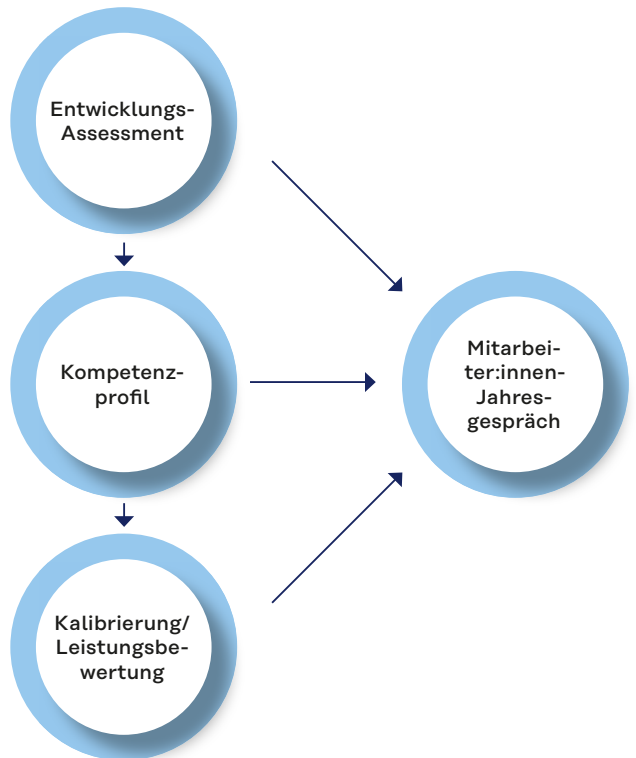 Entwicklungs-
Assessment
Kompetenz-
profil
Mitarbei-
ter:innen-
Jahres-
gespräch
Kalibrierung/
Leistungsbe-
wertung